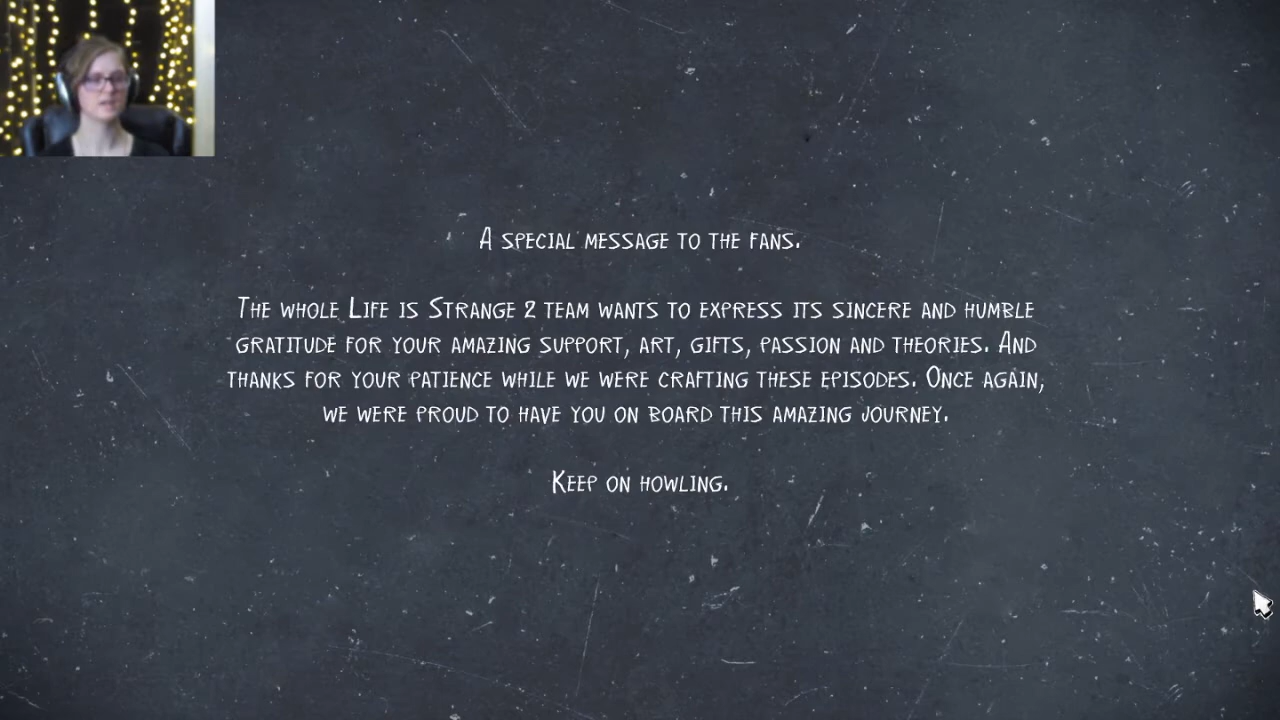 A special message to the fans.
The whole Life is Strange 2 team wants to express its sincere and humble
gratitude for your amazing support, art, gifts, passion and theories. And
thanks for your patience while we were crafting these episodes. Once again,
we were proud to have you on board this amazing journey.
Keep on howling.